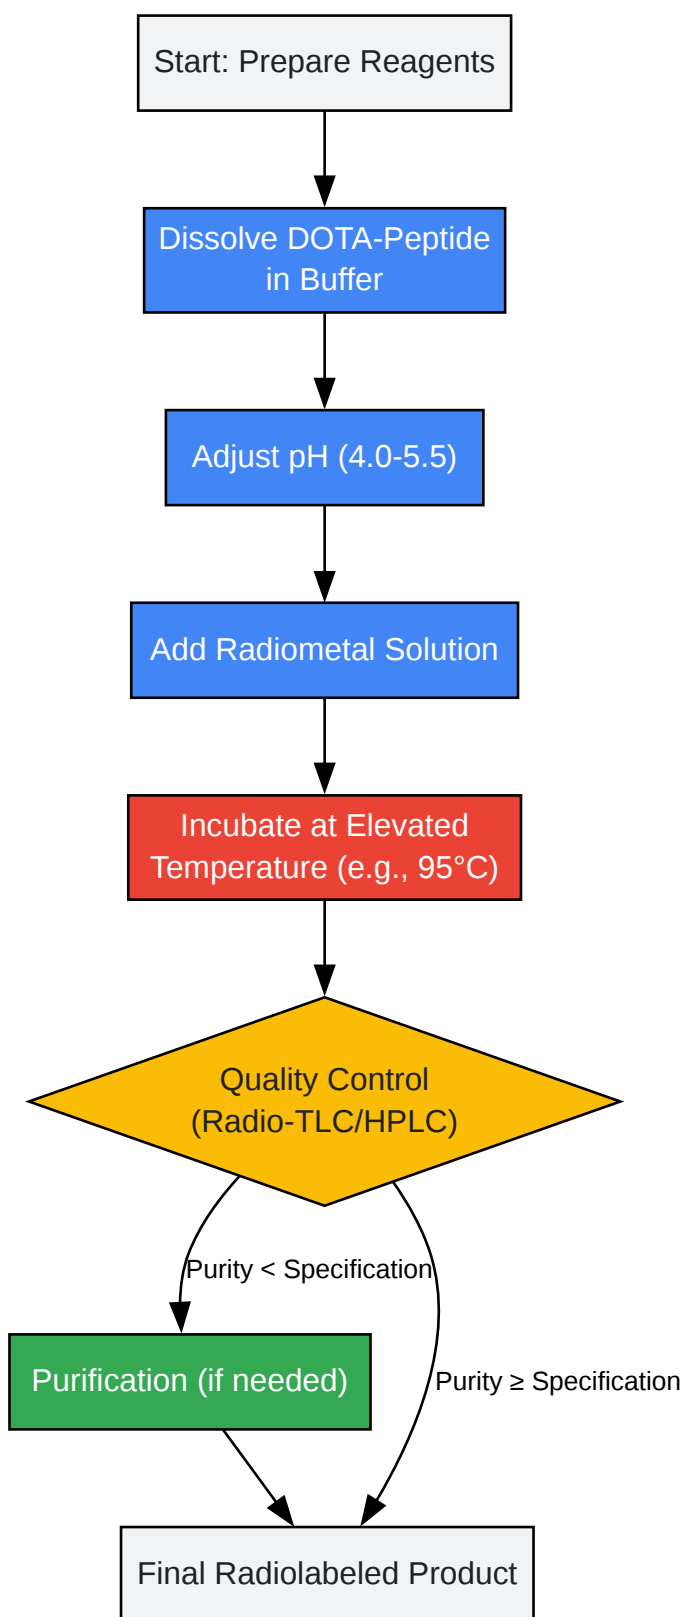 Start: Prepare Reagents
Dissolve DOTA-Peptide
in Buffer
Adjust pH (4.0-5.5)
Add Radiometal Solution
Incubate at Elevated
Temperature (e.g., 95°C)
Quality Control
(Radio-TLC/HPLC)
Purity < Specification
Purification (if needed)
Purity ≥ Specification
Final Radiolabeled Product